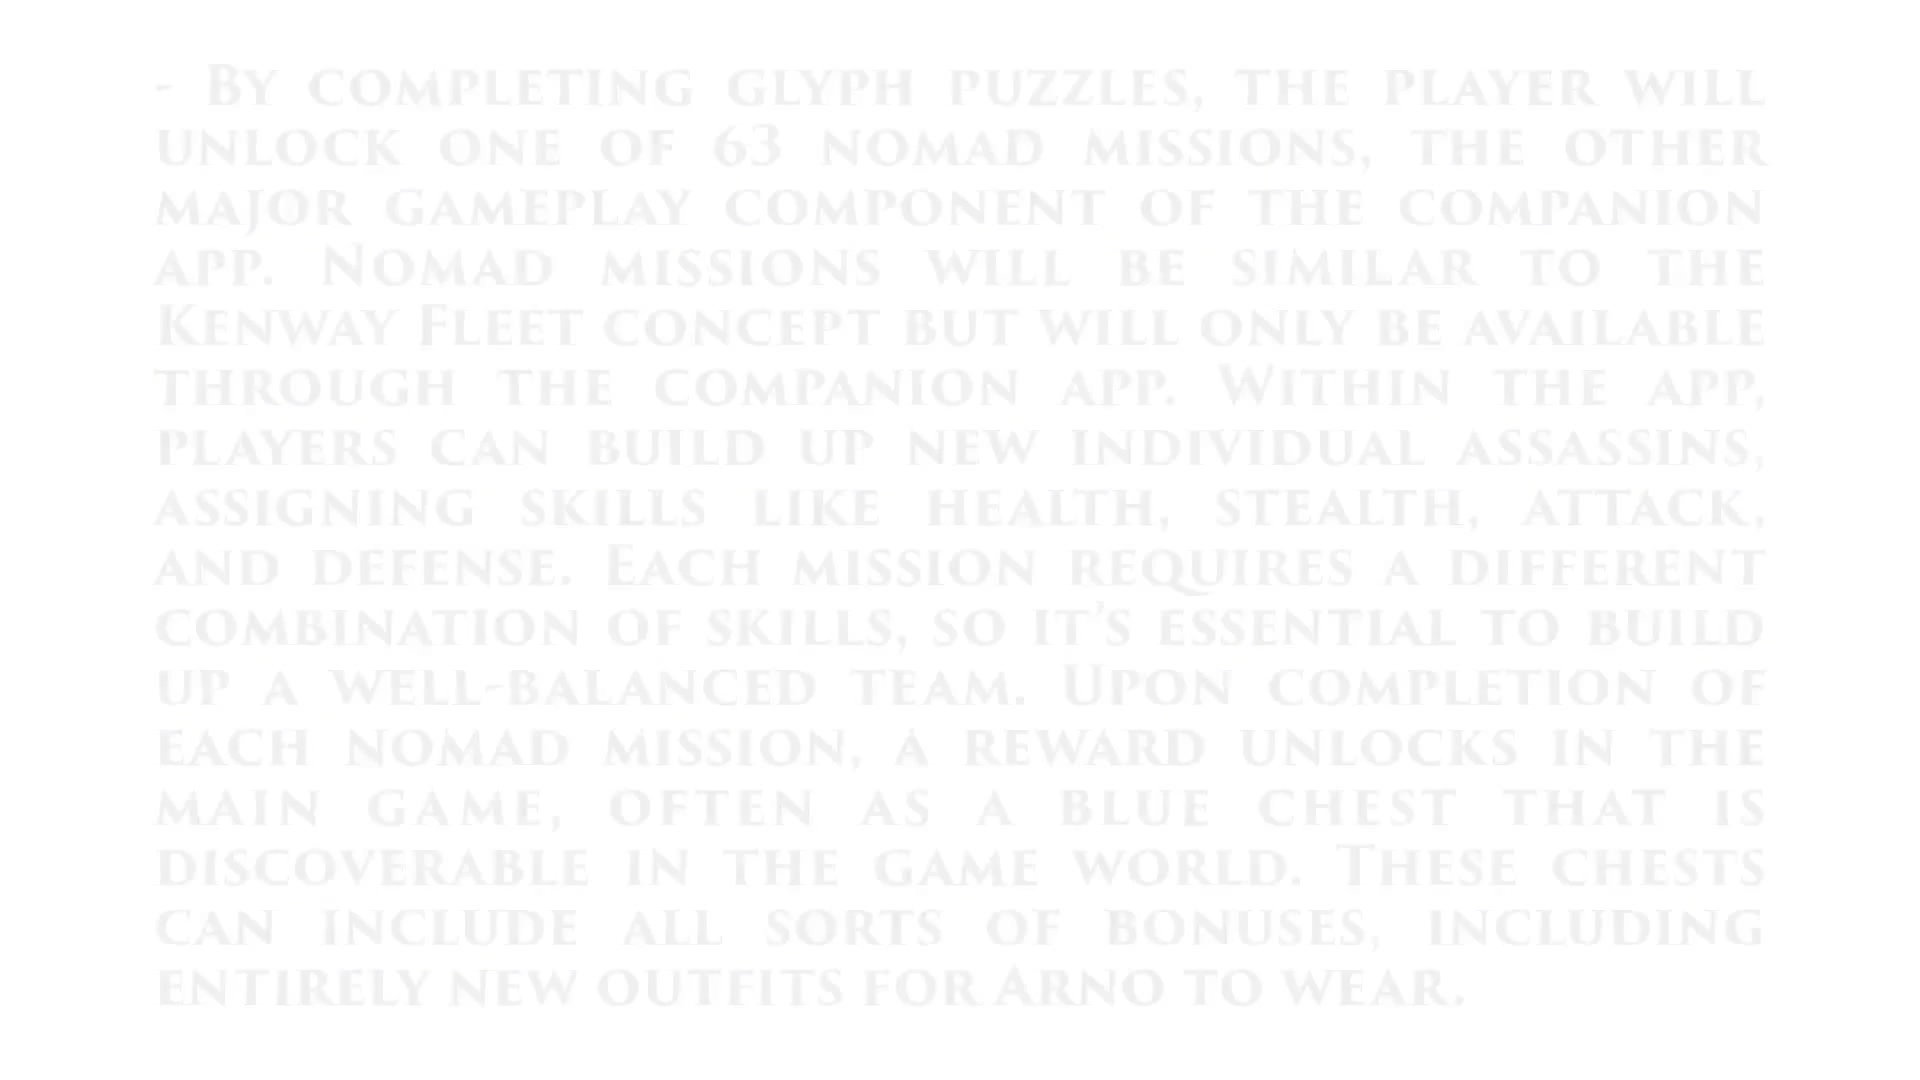 - By completing glyph puzzles, the player will
unlock one of 63 nomad missions, the other
major gameplay component of the companion
app. Nomad missions will be similar to the
Kenway Fleet concept but will only be available
through the companion app. Within the app,
players can build up new individual assassins,
assigning skills like health, stealth, attack,
and defense. Each mission requires a different
combination of skills, so it’s essential to build
up a well-balanced team. Upon completion of
each nomad mission, a reward unlocks in the
main game, often as a blue chest that is
discoverable in the game world. These chests
can include all sorts of bonuses, including
entirely new outfits for Arno to wear.